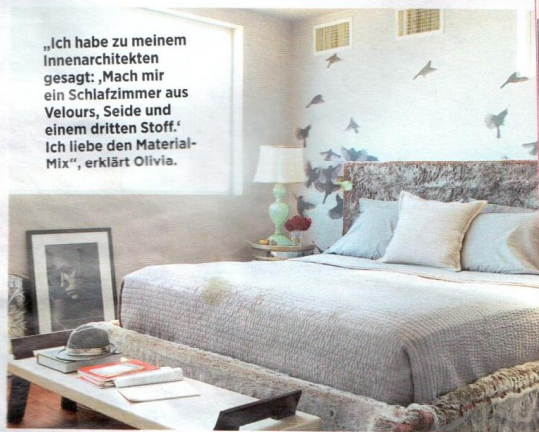 „Ich habe zu meinem
Innenarchitekten
gesagt: ‚Mach mir
ein Schlafzimmer aus
Velours, Seide und
einem dritten Stoff.‘
Ich liebe den Material-
Mix“, erklärt Olivia.